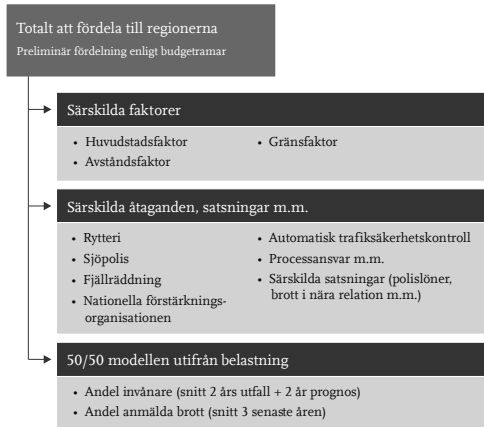 Totalt att fördela till regionerna
Preliminär fördelning enligt budgetramar
Särskilda faktorer
• Huvudstadsfaktor
• Avståndsfaktor
• Gränsfaktor
Särskilda åtaganden, satsningar m.m.
• Rytteri
• Sjöpolis
• Fjällräddning
• Nationella förstärknings-
organisationen
• Automatisk trafiksäkerhetskontroll
• Processansvar m.m.
• Särskilda satsningar (polislöner,
brott i nära relation m.m.)
50/50 modellen utifrån belastning
• Andel invånare (snitt 2 års utfall + 2 år prognos)
• Andel anmälda brott (snitt 3 senaste åren)